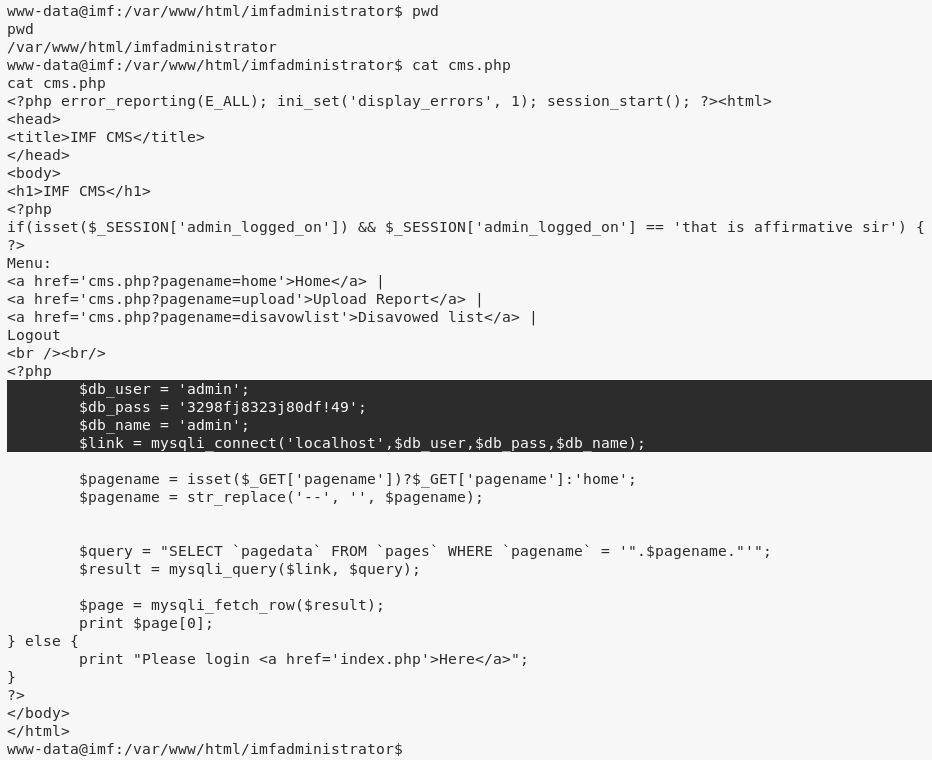 www-data@imf:/var/www/html/imfadministrator$ pwd
pwd
/var/www/html/imfadministrator
www-data@imf:/var/www/html/imfadministrator$ cat cms.php
cat cms.php
<?php error_reporting(E_ALL); ini_set('display_errors', 1); session_start(); ?><html>
<head>
<title>IMF CMS</title>
</head>
<body>
<h1>IMF CMS</h1>
<?php
if(isset($_SESSION['admin_logged_on']) && $_SESSION['admin_logged_on'] == 'that is affirmative sir') {
?>
Menu:
<a href='cms.php?pagename=home'>Home</a> |
<a href='cms.php?pagename=upload'>Upload Report</a> |
<a href='cms.php?pagename=disavowlist'>Disavowed list</a> |
Logout
<br /><br/>
<?php
        $db_user = 'admin';
        $db_pass = '3298fj8323j80df!49';
        $db_name = 'admin';
        $link = mysqli_connect('localhost',$db_user,$db_pass,$db_name);

        $pagename = isset($_GET['pagename'])?$_GET['pagename']:'home';
        $pagename = str_replace('--', '', $pagename);


        $query = "SELECT `pagedata` FROM `pages` WHERE `pagename` = '".$pagename."'";
        $result = mysqli_query($link, $query);

        $page = mysqli_fetch_row($result);
        print $page[0];
} else {
        print "Please login <a href='index.php'>Here</a>";
}
?>
</body>
</html>
www-data@imf:/var/www/html/imfadministrator$